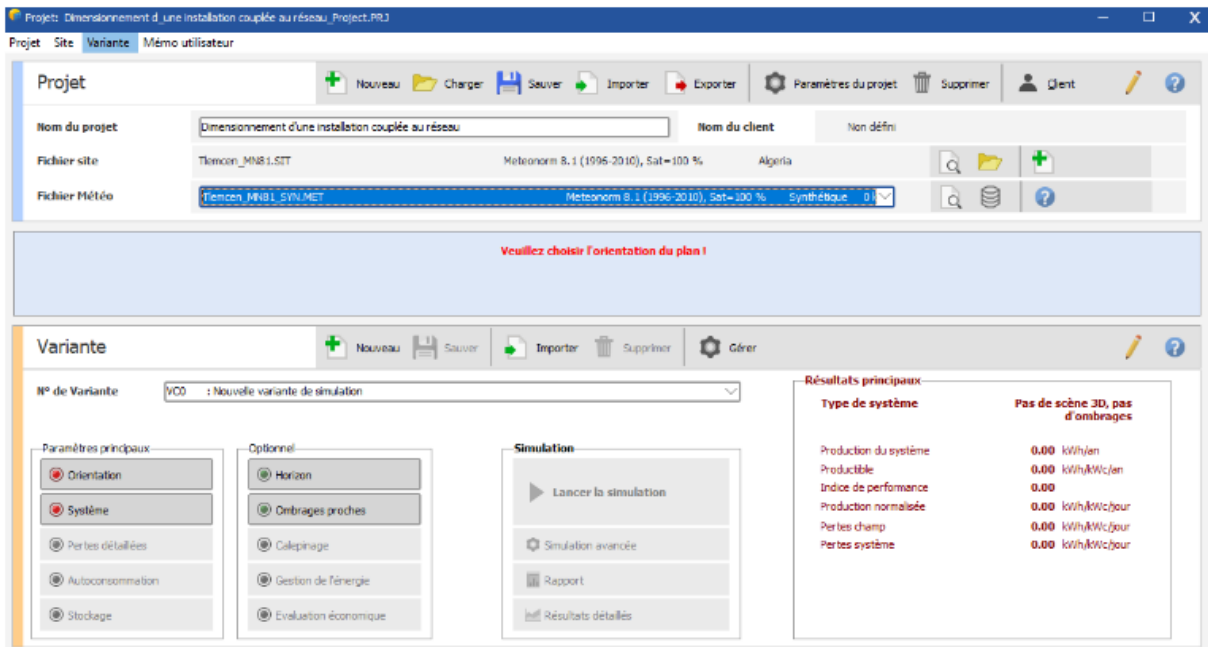 Projet: Dimensionnement d_une installation couplée au réseau_Project.PRJ
Projet Site Variante Mémo utilisateur
Projet Nouveau Charger Sauver Importer Exporter Paramètres du projet Supprimer Client
Nom du projet Dimensionnement d'une installation couplée au réseau Nom du client Non défini
Fichier site Tlemcen_MN81.SIT Meteonorm 8.1 (1996-2010), Sat=100 % Algeria
Fichier Météo Tlemcen_MN81_SYN.MET Meteonorm 8.1 (1996-2010), Sat=100 % Synthétique 0
Veuillez choisir l'orientation du plan !
Variante Nouveau Sauver Importer Supprimer Gérer
N° de Variante VC0 : Nouvelle variante de simulation
Résultats principaux
Type de système Pas de scène 3D, pas
d'ombrages
Paramètres principaux Optionnel Simulation
Orientation Horizon Lancer la simulation
Système Ombrages proches
Pertes détaillées Calepinage Simulation avancée
Autoconsommation Gestion de l'énergie Rapport
Stockage Evaluation économique Résultats détaillés
Production du système 0.00 kWh/an
Productible 0.00 kWh/kWc/an
Indice de performance 0.00
Production normalisée 0.00 kWh/kWc/jour
Pertes champ 0.00 kWh/kWc/jour
Pertes système 0.00 kWh/kWc/jour